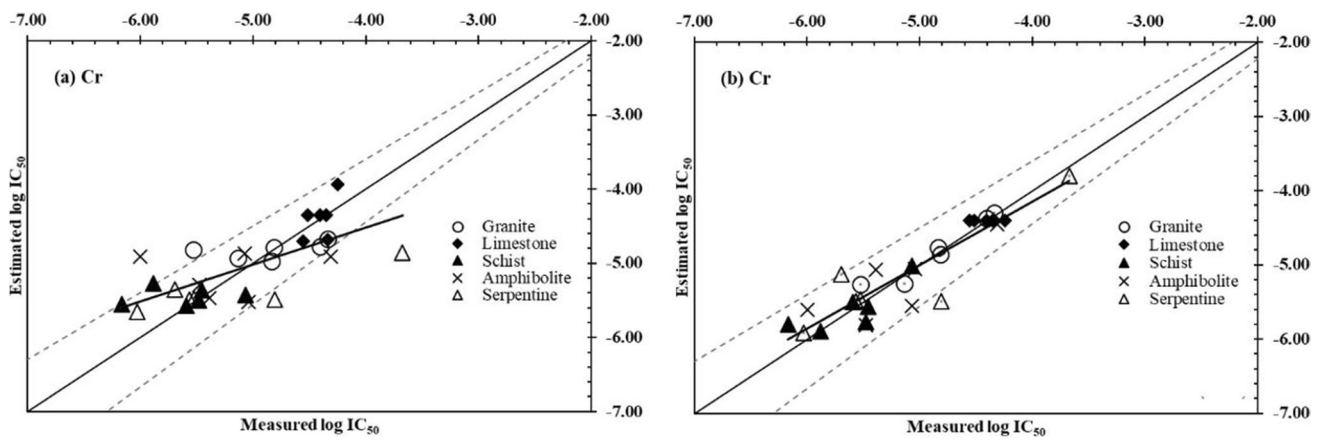 -7.00 -6.00 -5.00 -4.00 -3.00 -2.00
-2.00
-3.00
-4.00
-5.00
-6.00
-7.00
(a) Cr
Estimated log IC50
Granite
Limestone
Schist
Amphibolite
Serpentine
Measured log IC50
-7.00 -6.00 -5.00 -4.00 -3.00 -2.00
-2.00
-3.00
-4.00
-5.00
-6.00
-7.00
(b) Cr
Estimated log IC50
Granite
Limestone
Schist
Amphibolite
Serpentine
Measured log IC50